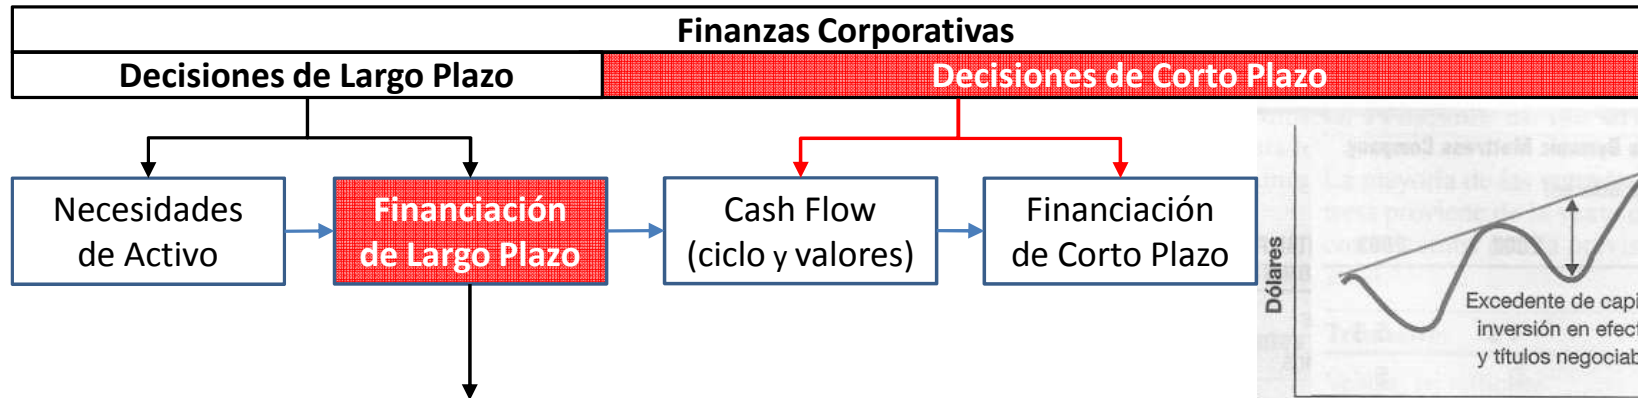 Finanzas Corporativas
Decisiones de Largo Plazo
Decisiones de Corto Plazo
Necesidades
de Activo
Financiación
de Largo Plazo
Cash Flow
(ciclo y valores)
Financiación
de Corto Plazo
Dólares
Excedente de capi
inversión en efect
y títulos negociab